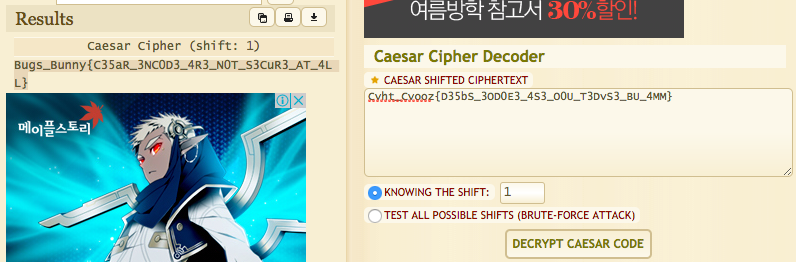 Results
Caesar Cipher (shift: 1)
Bugs_Bunny{C35aR_3NC0D3_4R3_N0T_S3CuR3_AT_4L
L}
메이플스토리
여름방학 참고서 30%할인!
Caesar Cipher Decoder
★ CAESAR SHIFTED CIPHERTEXT
Cvht_Cvooz{D35bS_3OD0E3_4S3_O0U_T3DvS3_BU_4MM}
KNOWING THE SHIFT: 1
TEST ALL POSSIBLE SHIFTS (BRUTE-FORCE ATTACK)
DECRYPT CAESAR CODE